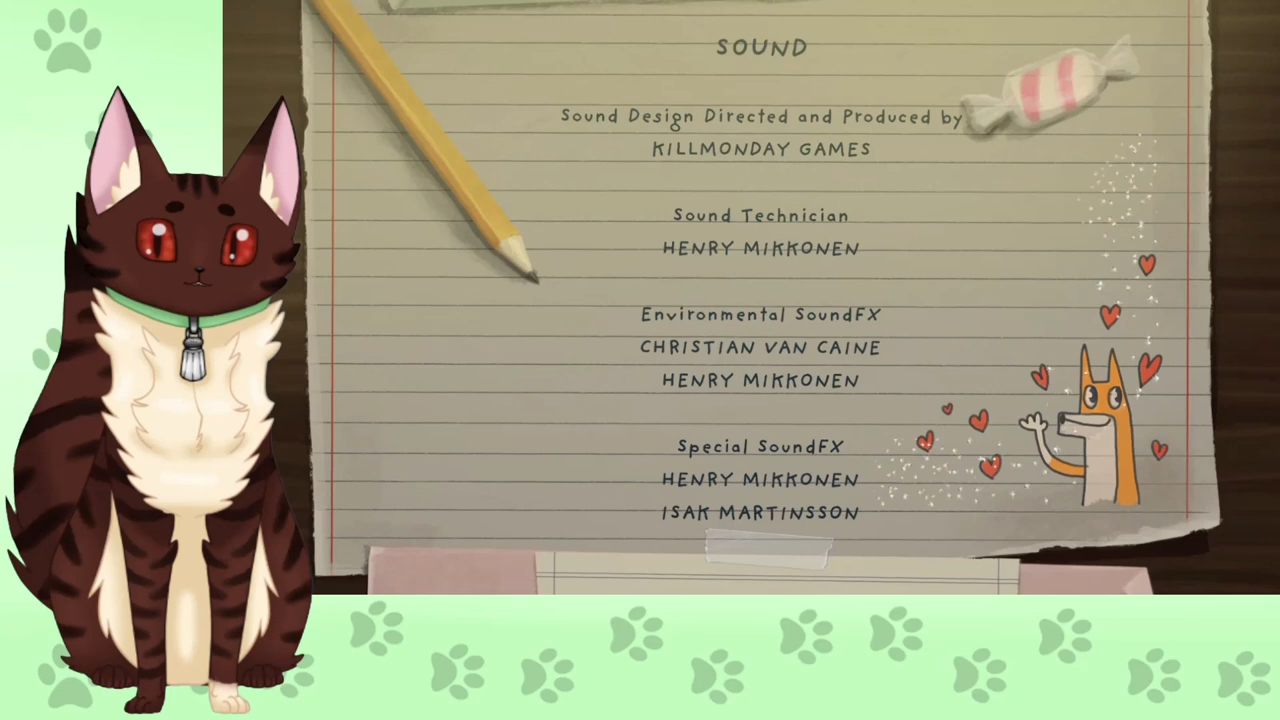 SOUND
Sound Design Directed and Produced by
KILLMONDAY GAMES
Sound Technician
HENRY MIKKONEN
Environmental SoundFX
CHRISTIAN VAN CAINE
HENRY MIKKONEN
Special SoundFX
HENRY MIKKONEN
ISAK MARTINSSON